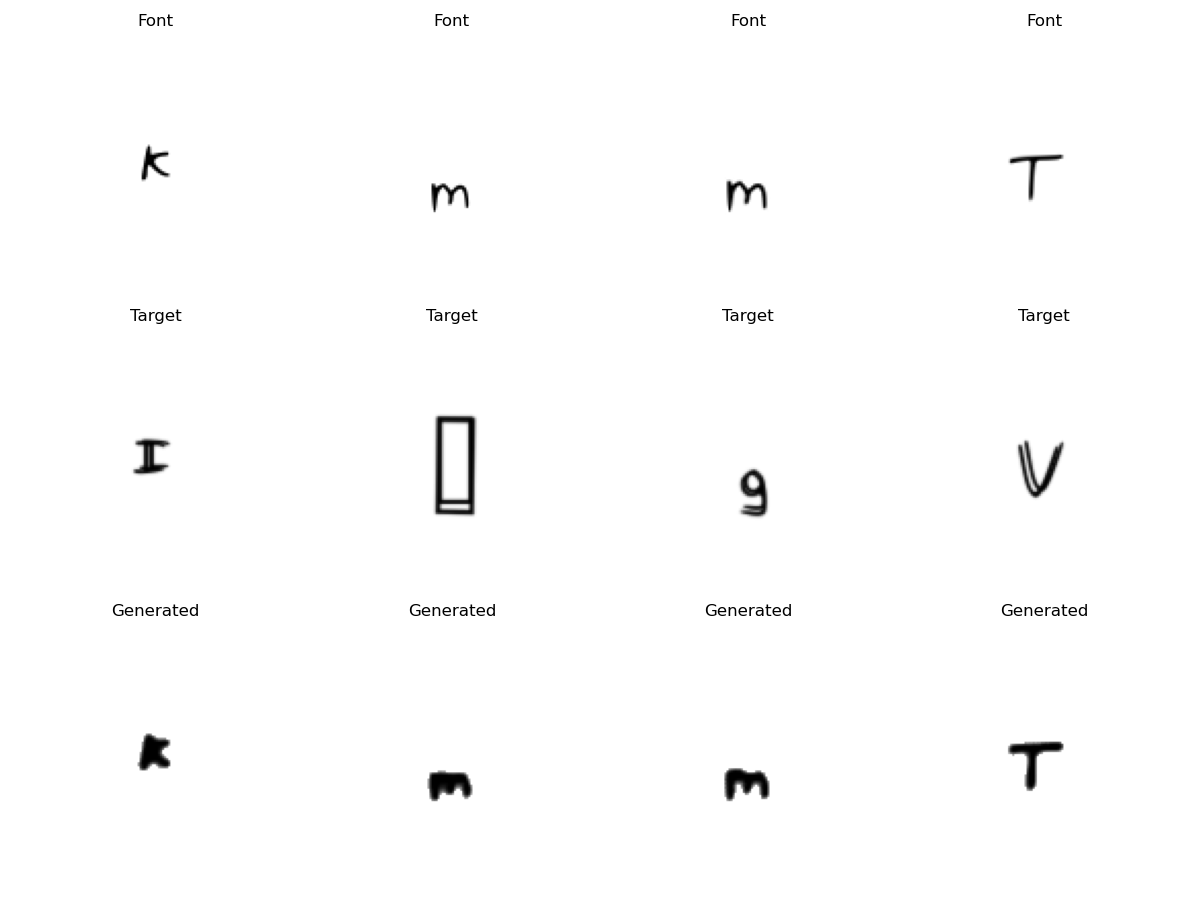 Font Font Font Font
K m m T
Target Target Target Target
I g V
Generated Generated Generated Generated
K m m T